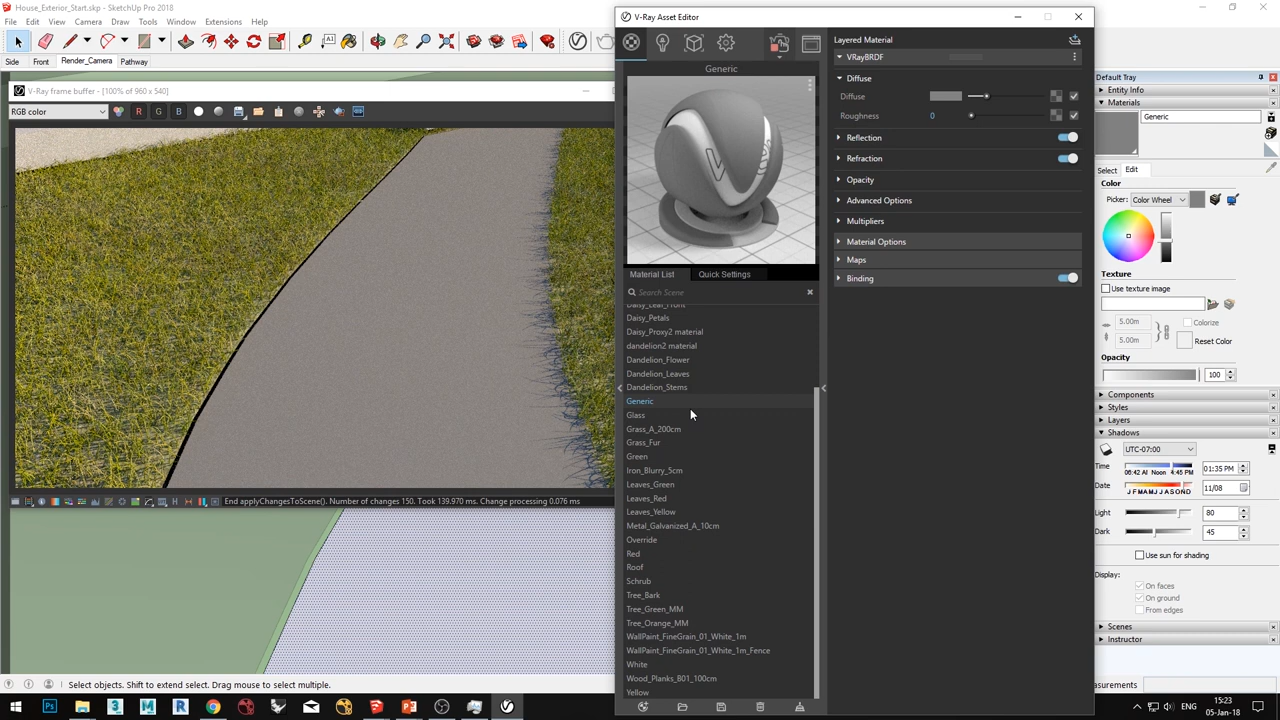 House_Exterior_Start.skp - SketchUp Pro 2018
File Edit View Camera Draw Tools Window Extensions Help
Side Front Render_Camera Pathway
V-Ray frame buffer - [100% of 960 x 540]
RGB color
R G B
End applyChangesToScene(). Number of changes 150. Took 139.970 ms. Change processing 0.076 ms
Select objects. Shift to extend select. Drag mouse to select multiple.
V-Ray Asset Editor
Generic
Material List Quick Settings
Search Scene
Daisy_Leaf_Front
Daisy_Petals
Daisy_Proxy2 material
dandelion2 material
Dandelion_Flower
Dandelion_Leaves
Dandelion_Stems
Generic
Glass
Grass_A_200cm
Grass_Fur
Green
Iron_Blurry_5cm
Leaves_Green
Leaves_Red
Leaves_Yellow
Metal_Galvanized_A_10cm
Override
Red
Roof
Schrub
Tree_Bark
Tree_Green_MM
Tree_Orange_MM
WallPaint_FineGrain_01_White_1m
WallPaint_FineGrain_01_White_1m_Fence
White
Wood_Planks_B01_100cm
Yellow
Layered Material
VRayBRDF
Diffuse
Diffuse
Roughness 0
Reflection
Refraction
Opacity
Advanced Options
Multipliers
Material Options
Maps
Binding
Default Tray
Entity Info
Materials
Generic
Select Edit
Color
Picker: Color Wheel
Texture
Use texture image
5.00m
Colorize
5.00m
Reset Color
Opacity
100
Components
Styles
Layers
Shadows
UTC-07:00
Time 06:42 AM Noon 4:45 PM 01:35 PM
Date J F M A M J J A S O N D 11/08
Light 80
Dark 45
Use sun for shading
Display:
On faces
On ground
From edges
Scenes
Instructor
asurements
ENG
15:23
05-Jan-18